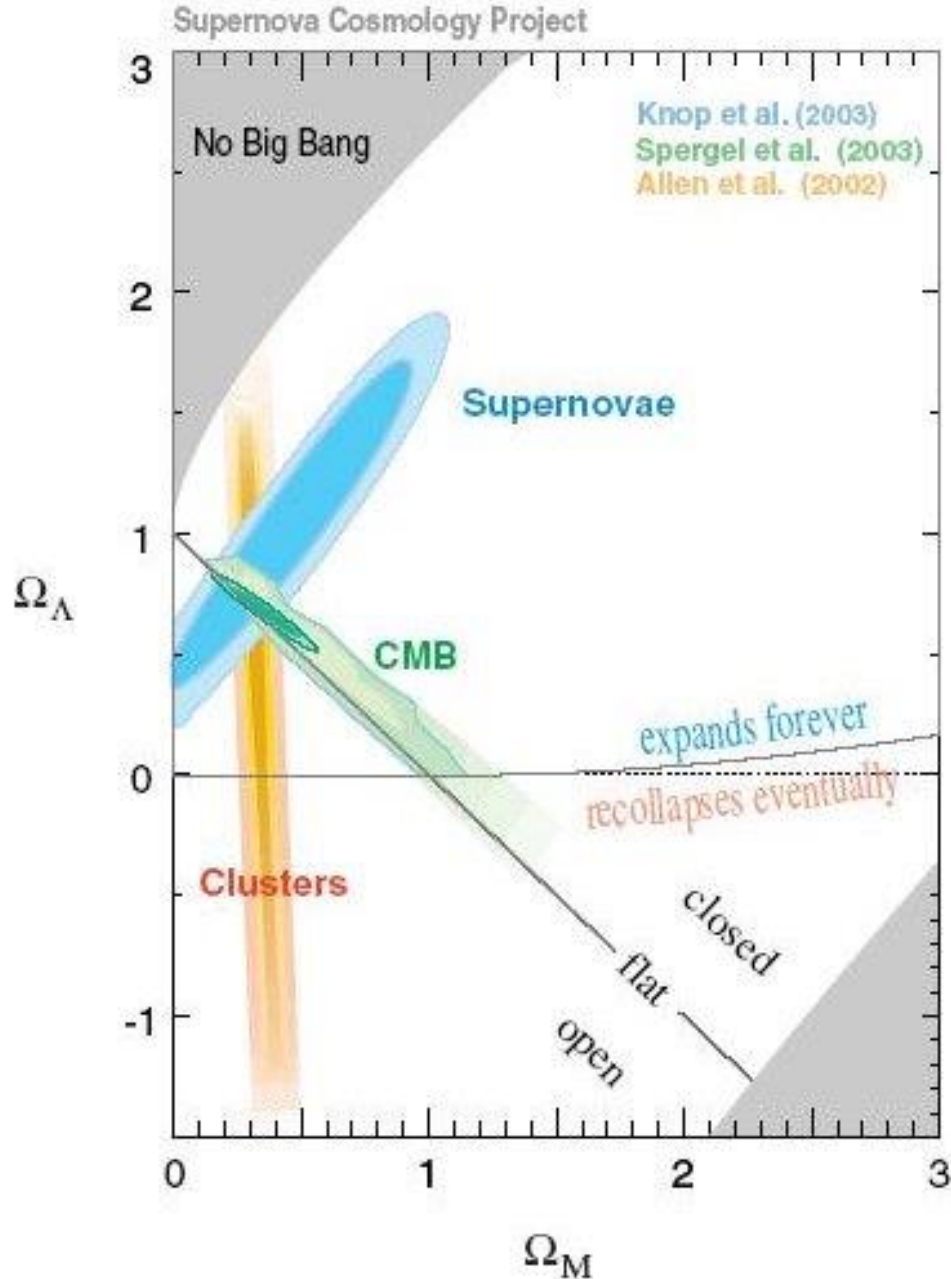 Supernova Cosmology Project
3
No Big Bang
Knop et al. (2003)
Spergel et al. (2003)
Allen et al. (2002)
2
Supernovae
1
Ω_Λ
CMB
expands forever
0
recollapses eventually
Clusters
closed
flat
-1
open
0 1 2 3
Ω_M